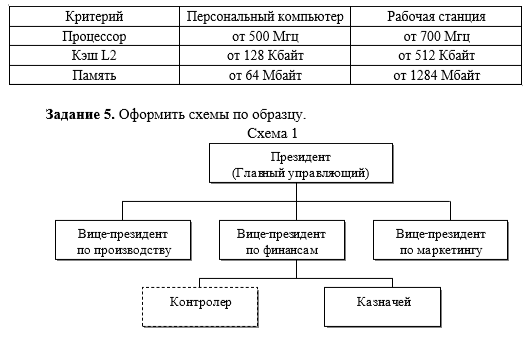 Критерий Персональный компьютер Рабочая станция
Процессор от 500 Мгц от 700 Мгц
Кэш L2 от 128 Кбайт от 512 Кбайт
Память от 64 Мбайт от 1284 Мбайт
Задание 5. Оформить схемы по образцу.
Схема 1
Президент
(Главный управляющий)
Вице-президент
по производству
Вице-президент
по финансам
Вице-президент
по маркетингу
Контролер
Казначей